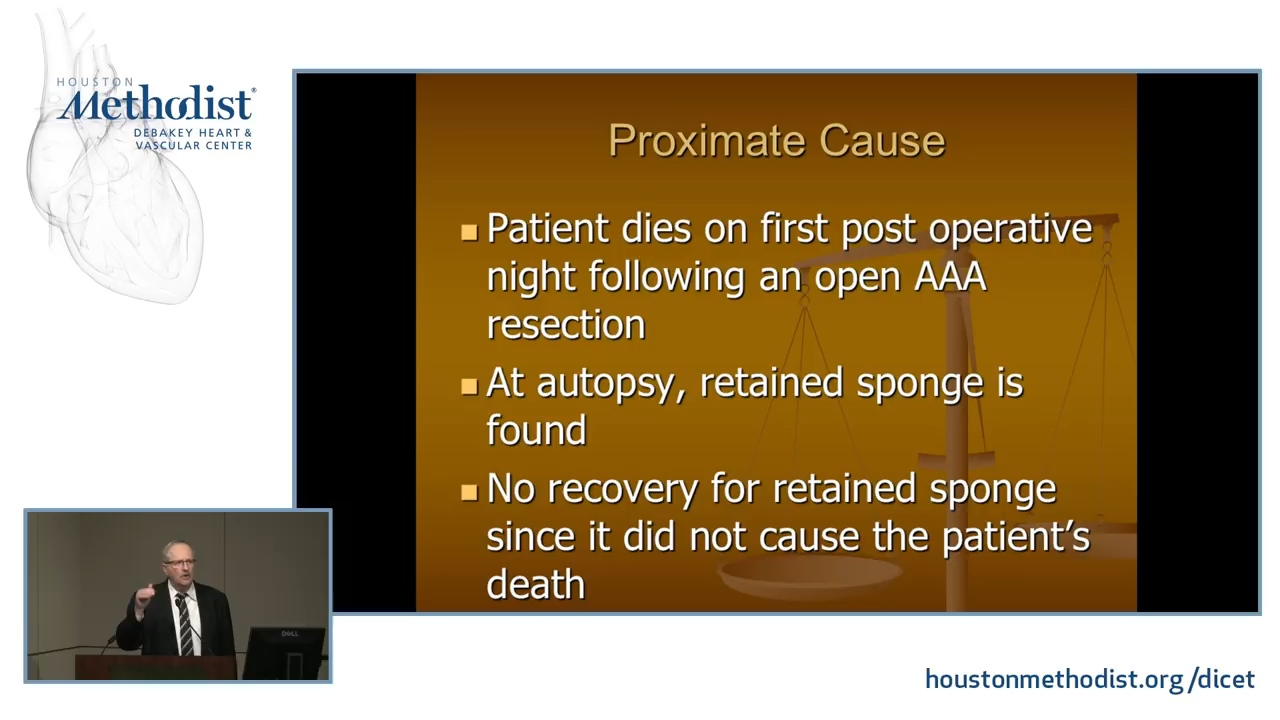 HOUSTON
Methodist®
DEBAKEY HEART &
VASCULAR CENTER
Proximate Cause
Patient dies on first post operative
night following an open AAA
resection
At autopsy, retained sponge is
found
No recovery for retained sponge
since it did not cause the patient's
death
DELL
houstonmethodist.org/dicet